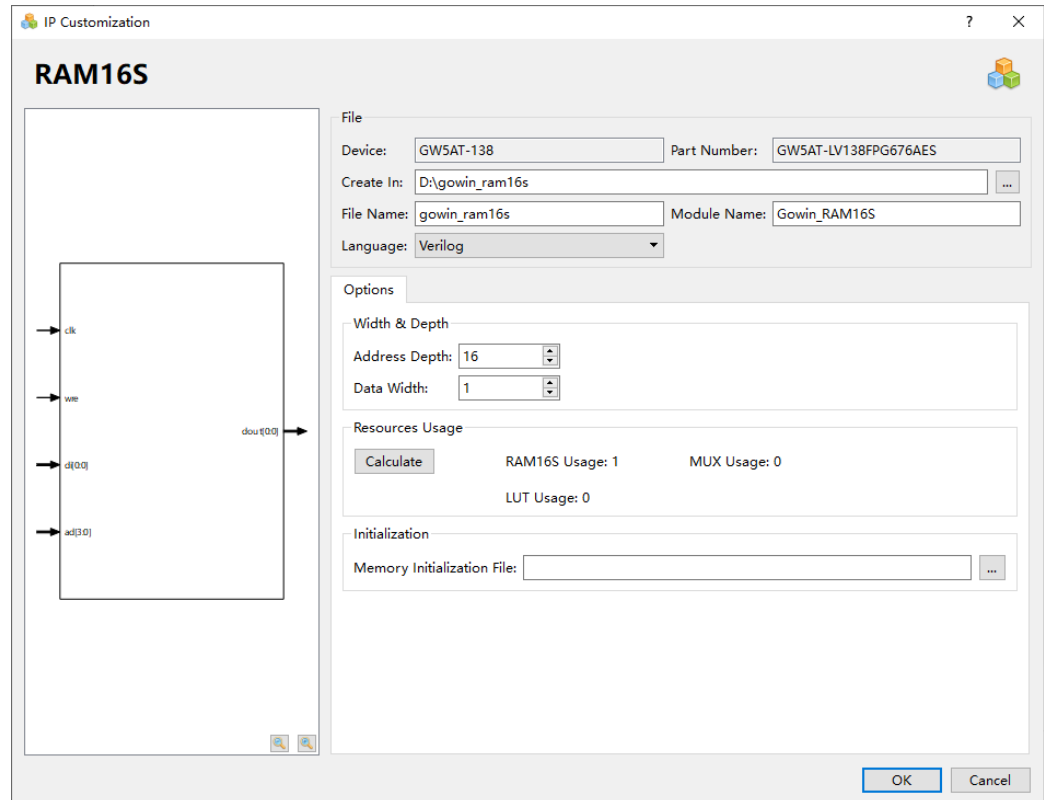 IP Customization
? ×
RAM16S
File
Device: GW5AT-138 Part Number: GW5AT-LV138FPG676AES
Create In: D:\gowin_ram16s ...
File Name: gowin_ram16s Module Name: Gowin_RAM16S
Language: Verilog
Options
Width & Depth
Address Depth: 16
Data Width: 1
Resources Usage
Calculate RAM16S Usage: 1 MUX Usage: 0
LUT Usage: 0
Initialization
Memory Initialization File: ...
clk
wre
dout[0:0]
di[0:0]
ad[3:0]
OK Cancel